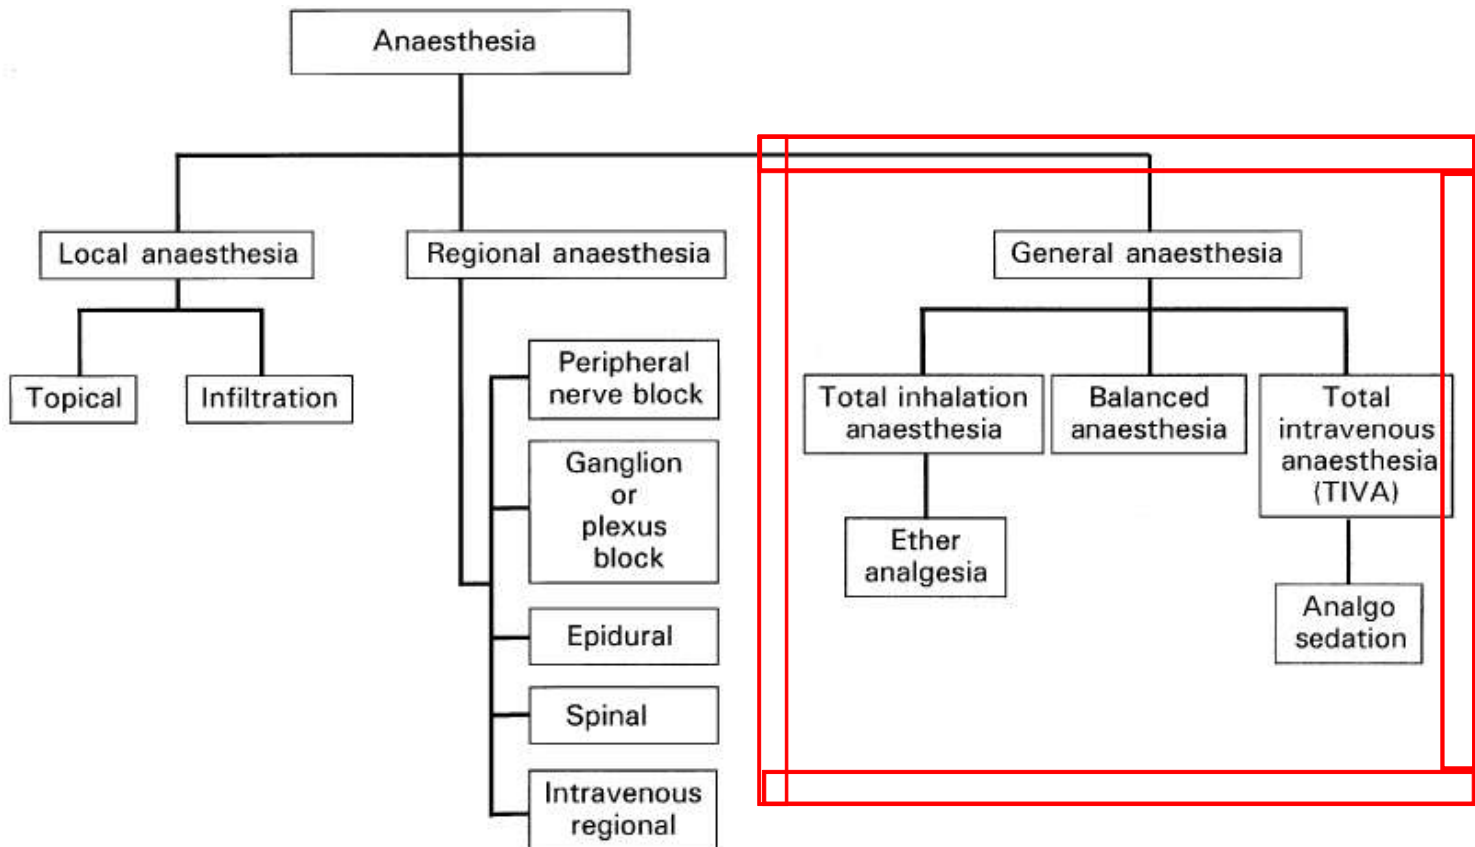 Anaesthesia
Local anaesthesia
Regional anaesthesia
General anaesthesia
Topical
Infiltration
Peripheral
nerve block
Ganglion
or
plexus
block
Epidural
Spinal
Intravenous
regional
Total inhalation
anaesthesia
Balanced
anaesthesia
Total
intravenous
anaesthesia
(TIVA)
Ether
analgesia
Analgo
sedation